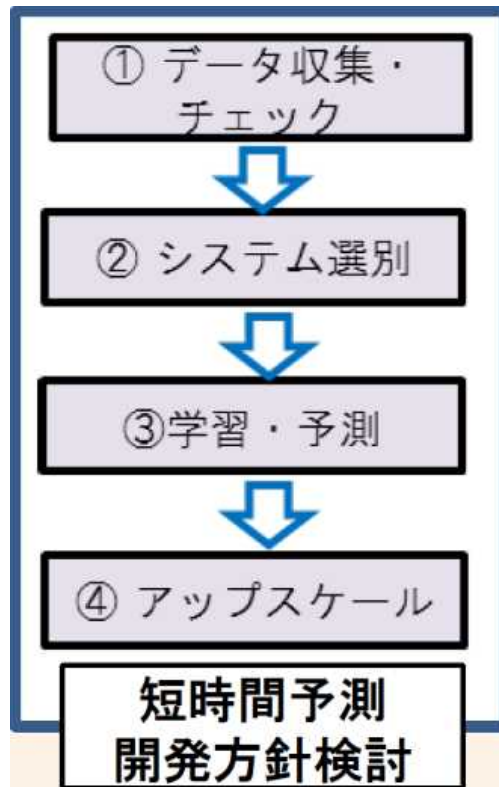 ① データ収集・
チェック
② システム選別
③学習・予測
④ アップスケール
短時間予測
開発方針検討